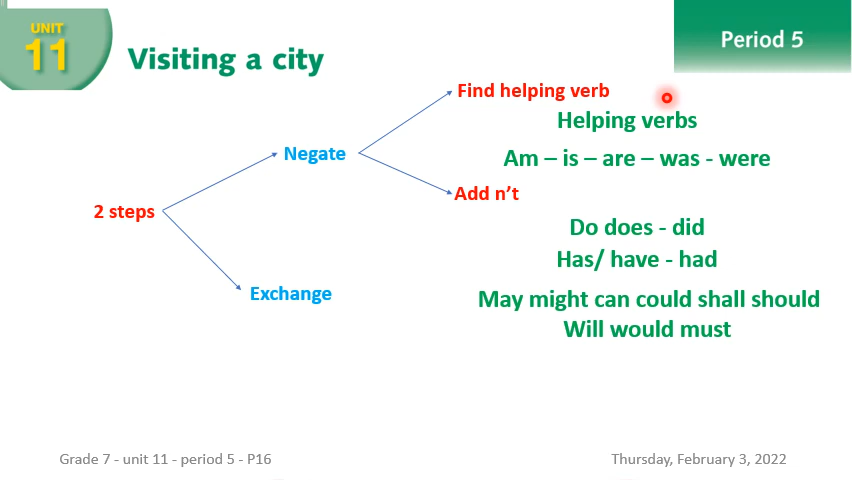 UNIT
11
Visiting a city
Period 5
Find helping verb
Helping verbs
Negate
Am – is – are – was - were
Add n’t
2 steps
Do does - did
Has/ have - had
Exchange
May might can could shall should
Will would must
Grade 7 - unit 11 - period 5 - P16
Thursday, February 3, 2022